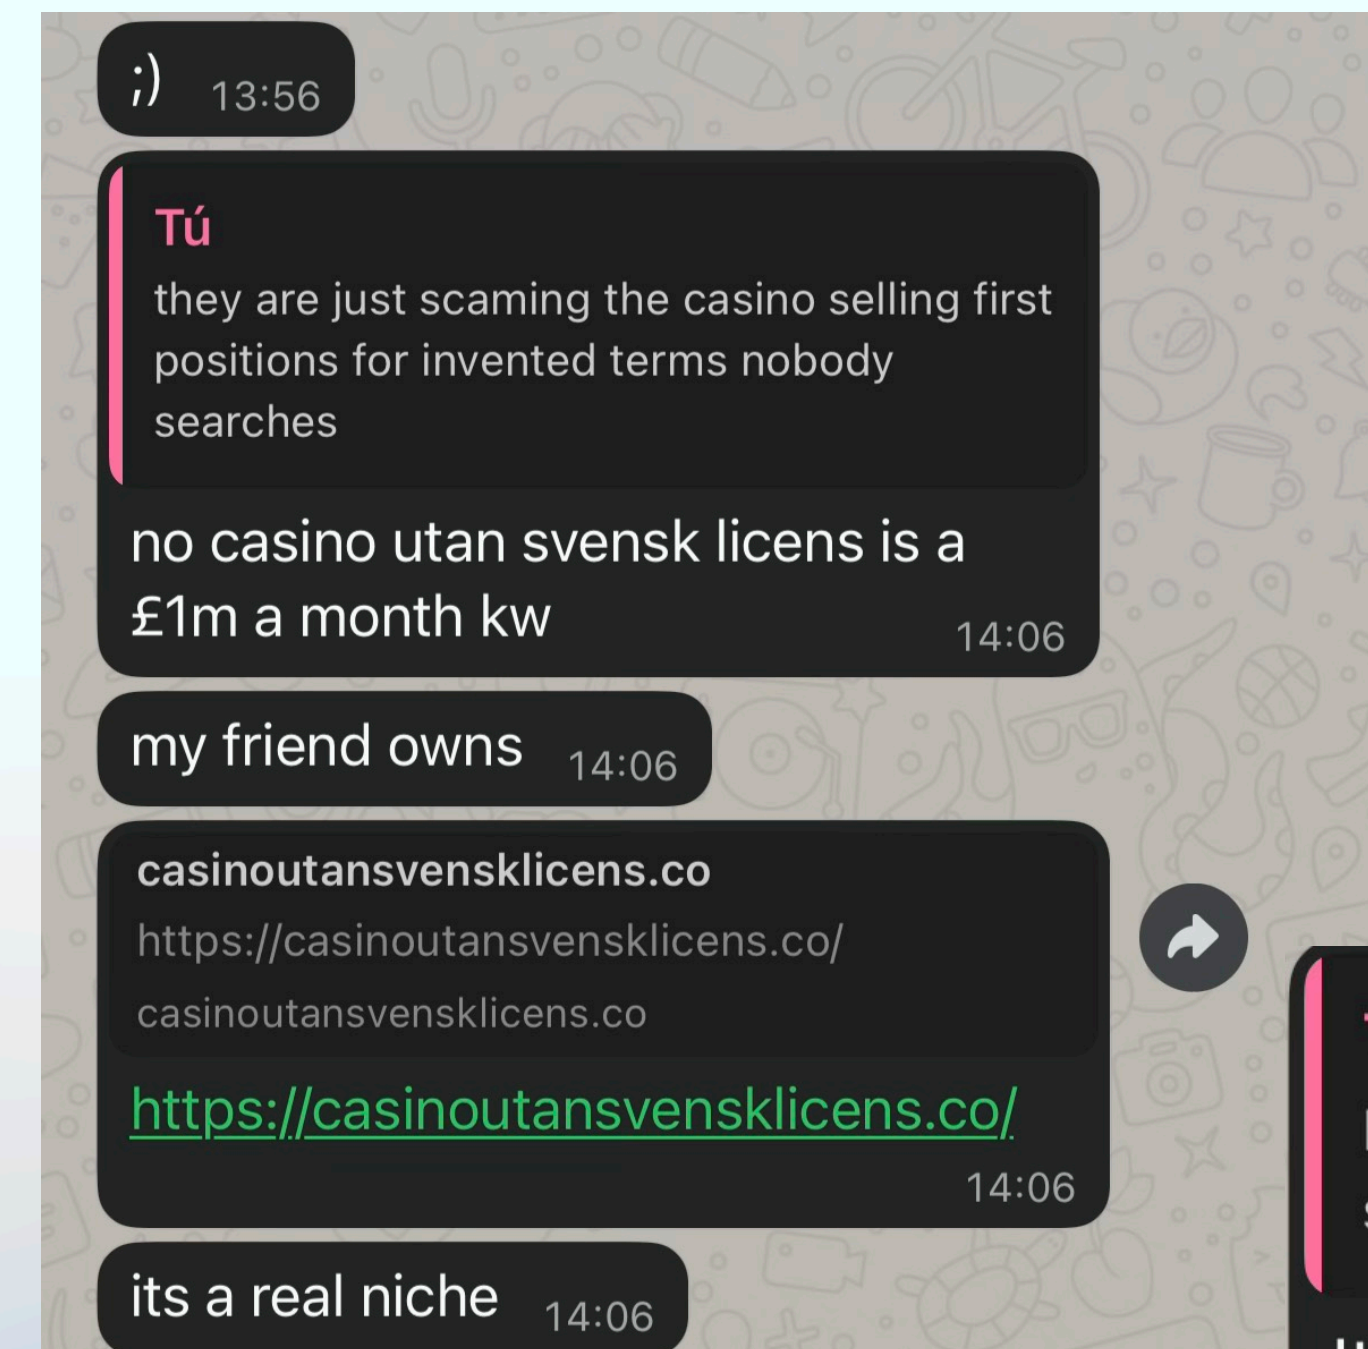 ;) 13:56
Tú
they are just scaming the casino selling first
positions for invented terms nobody
searches
no casino utan svensk licens is a
£1m a month kw 14:06
my friend owns 14:06
casinoutansvensklicens.co
https://casinoutansvensklicens.co/
casinoutansvensklicens.co
https://casinoutansvensklicens.co/
14:06
its a real niche 14:06